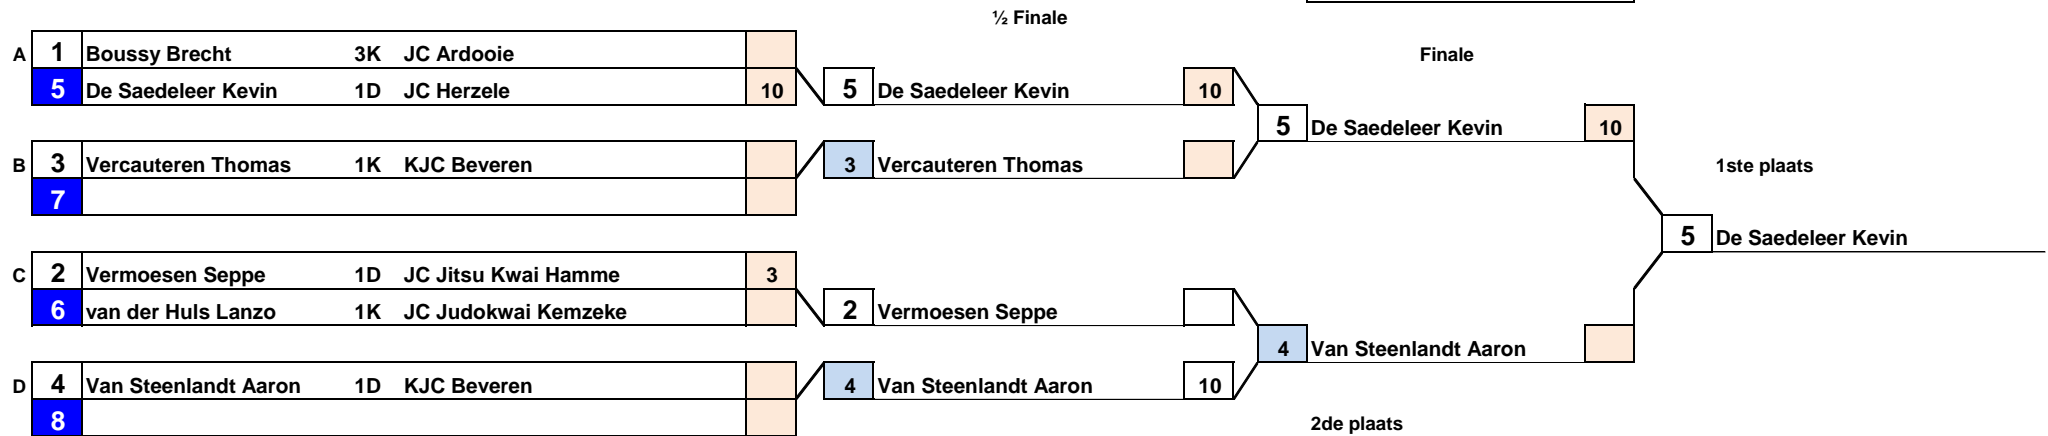 ½ Finale
A 1 Boussy Brecht 3K JC Ardooie
Finale
5 De Saedeleer Kevin 1D JC Herzele 10 5 De Saedeleer Kevin 10
5 De Saedeleer Kevin 10
B 3 Vercauteren Thomas 1K KJC Beveren 3 Vercauteren Thomas 1ste plaats
7
5 De Saedeleer Kevin
C 2 Vermoesen Seppe 1D JC Jitsu Kwai Hamme 3
6 van der Huls Lanzo 1K JC Judokwai Kemzeke 2 Vermoesen Seppe
4 Van Steenlandt Aaron
D 4 Van Steenlandt Aaron 1D KJC Beveren 4 Van Steenlandt Aaron 10
8 2de plaats